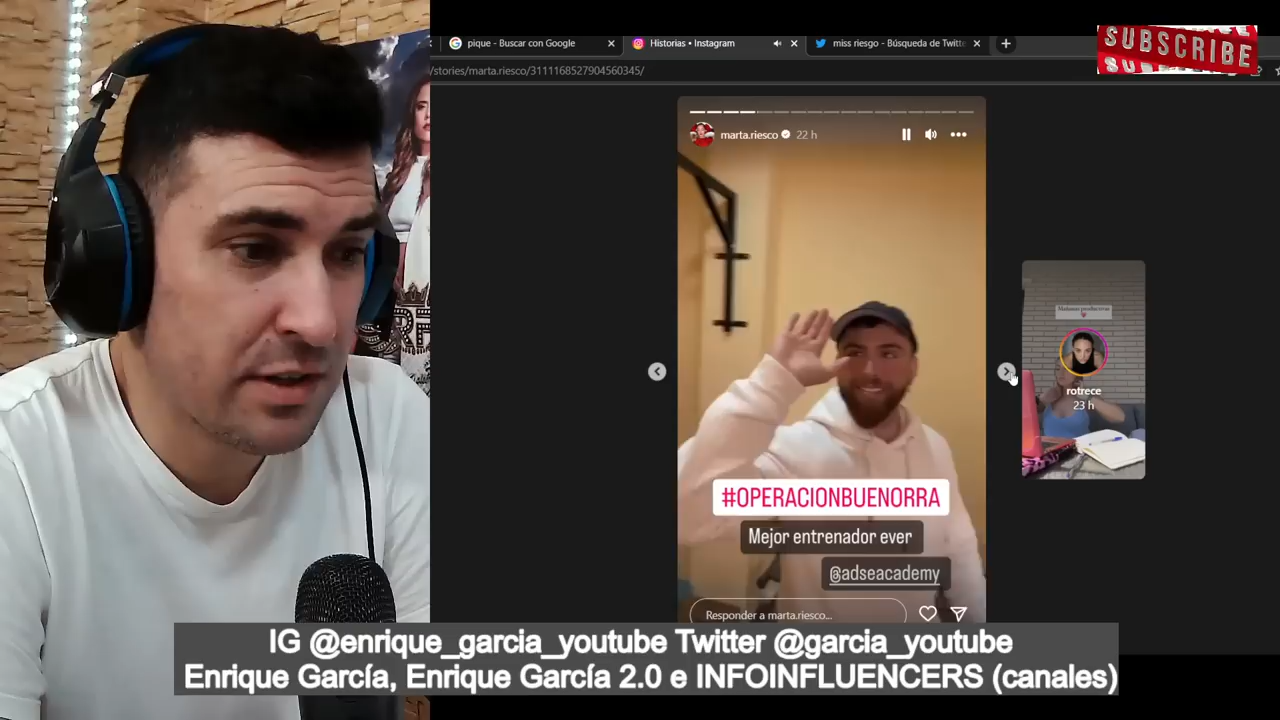 pique - Buscar con Google
Historias • Instagram
miss riesgo - Búsqueda de Twitte
SUBSCRIBE
/stories/marta.riesco/3111168527904560345/
marta.riesco 22 h
#OPERACIONBUENORRA
Mejor entrenador ever
@adseacademy
Responder a marta.riesco...
Mañanas productivas
rotrece
23 h
IG @enrique_garcia_youtube Twitter @garcia_youtube
Enrique García, Enrique García 2.0 e INFOINFLUENCERS (canales)